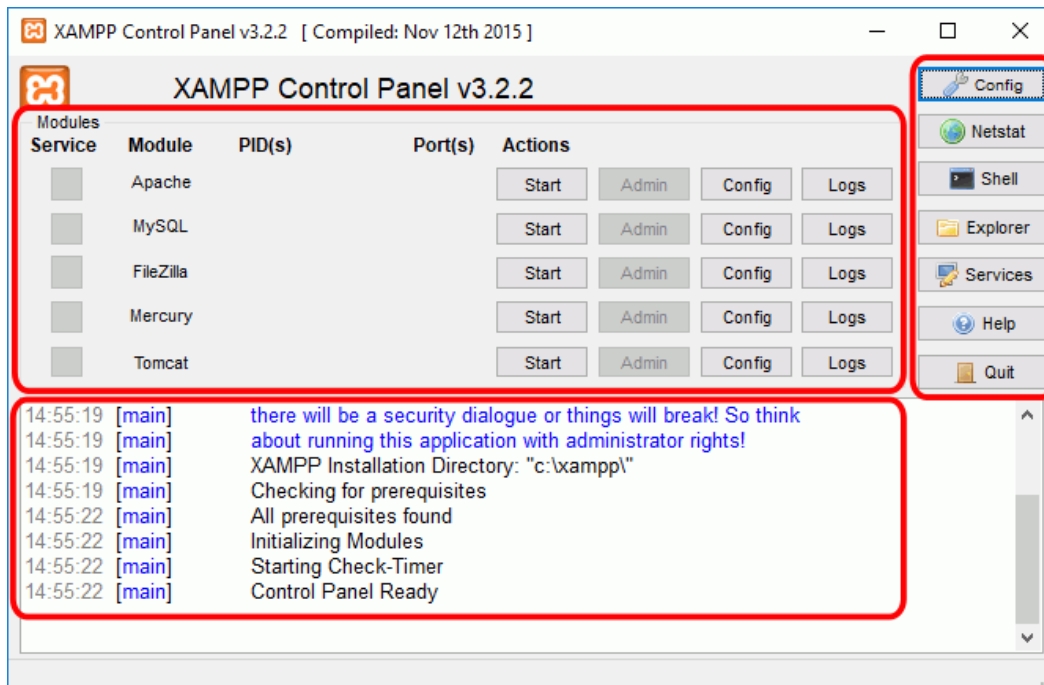 XAMPP Control Panel v3.2.2 [ Compiled: Nov 12th 2015 ]
XAMPP Control Panel v3.2.2
Config
Modules
Service Module PID(s) Port(s) Actions
Netstat
Apache Start Admin Config Logs
Shell
MySQL Start Admin Config Logs
Explorer
FileZilla Start Admin Config Logs
Services
Mercury Start Admin Config Logs
Help
Tomcat Start Admin Config Logs
Quit
14:55:19 [main] there will be a security dialogue or things will break! So think
14:55:19 [main] about running this application with administrator rights!
14:55:19 [main] XAMPP Installation Directory: "c:\xampp\"
14:55:19 [main] Checking for prerequisites
14:55:22 [main] All prerequisites found
14:55:22 [main] Initializing Modules
14:55:22 [main] Starting Check-Timer
14:55:22 [main] Control Panel Ready